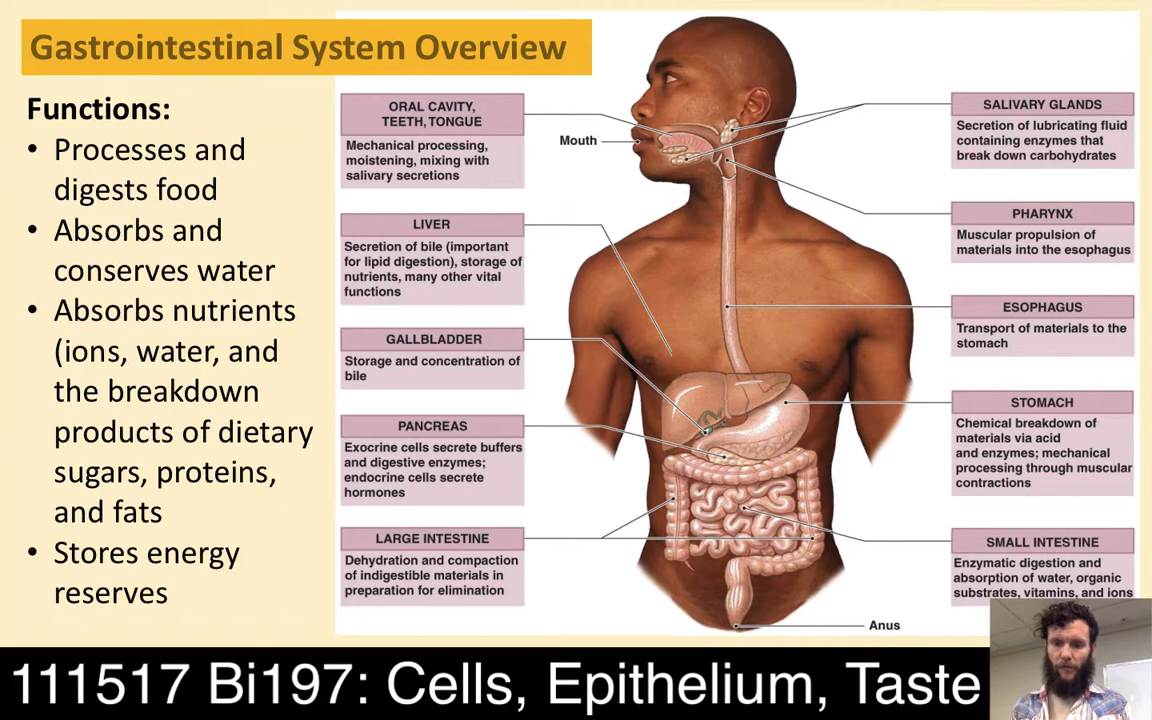 Gastrointestinal System Overview
Functions:
• Processes and
digests food
• Absorbs and
conserves water
• Absorbs nutrients
(ions, water, and
the breakdown
products of dietary
sugars, proteins,
and fats
• Stores energy
reserves
ORAL CAVITY,
TEETH, TONGUE
Mechanical processing,
moistening, mixing with
salivary secretions
Mouth
LIVER
Secretion of bile (important
for lipid digestion), storage of
nutrients, many other vital
functions
GALLBLADDER
Storage and concentration of
bile
PANCREAS
Exocrine cells secrete buffers
and digestive enzymes;
endocrine cells secrete
hormones
LARGE INTESTINE
Dehydration and compaction
of indigestible materials in
preparation for elimination
SALIVARY GLANDS
Secretion of lubricating fluid
containing enzymes that
break down carbohydrates
PHARYNX
Muscular propulsion of
materials into the esophagus
ESOPHAGUS
Transport of materials to the
stomach
STOMACH
Chemical breakdown of
materials via acid
and enzymes; mechanical
processing through muscular
contractions
SMALL INTESTINE
Enzymatic digestion and
absorption of water, organic
substrates, vitamins, and ions
Anus
111517 Bi197: Cells, Epithelium, Taste